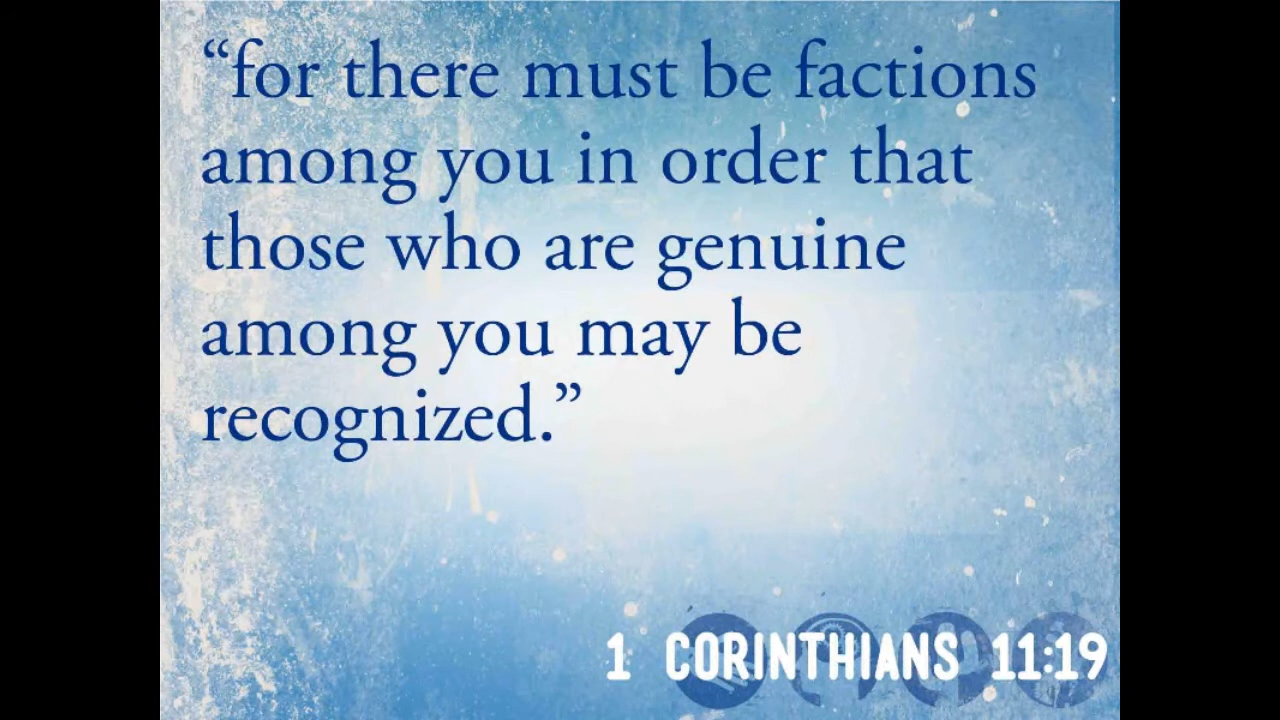 “for there must be factions
among you in order that
those who are genuine
among you may be
recognized.”
1 CORINTHIANS 11:19